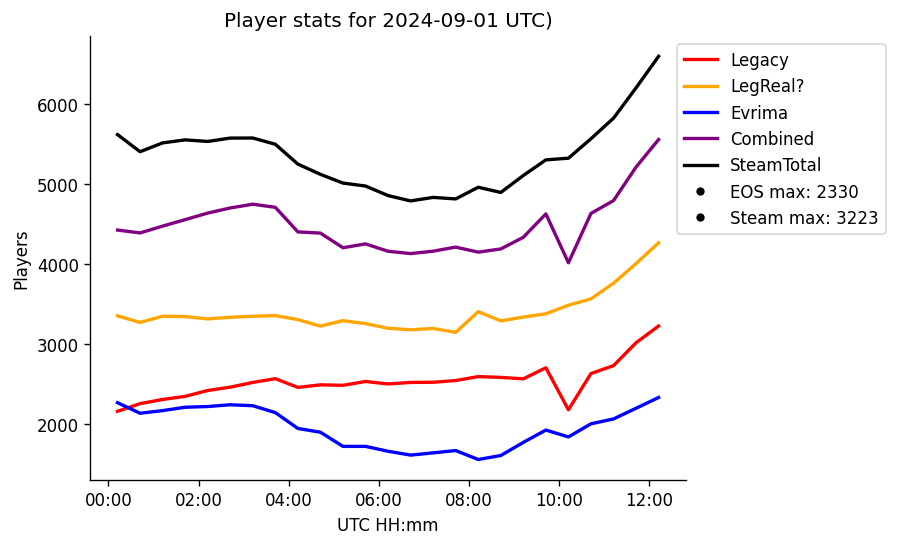 Player stats for 2024-09-01 UTC)
Legacy
LegReal?
Evrima
Combined
SteamTotal
EOS max: 2330
Steam max: 3223
Players
6000
5000
4000
3000
2000
00:00 02:00 04:00 06:00 08:00 10:00 12:00
UTC HH:mm